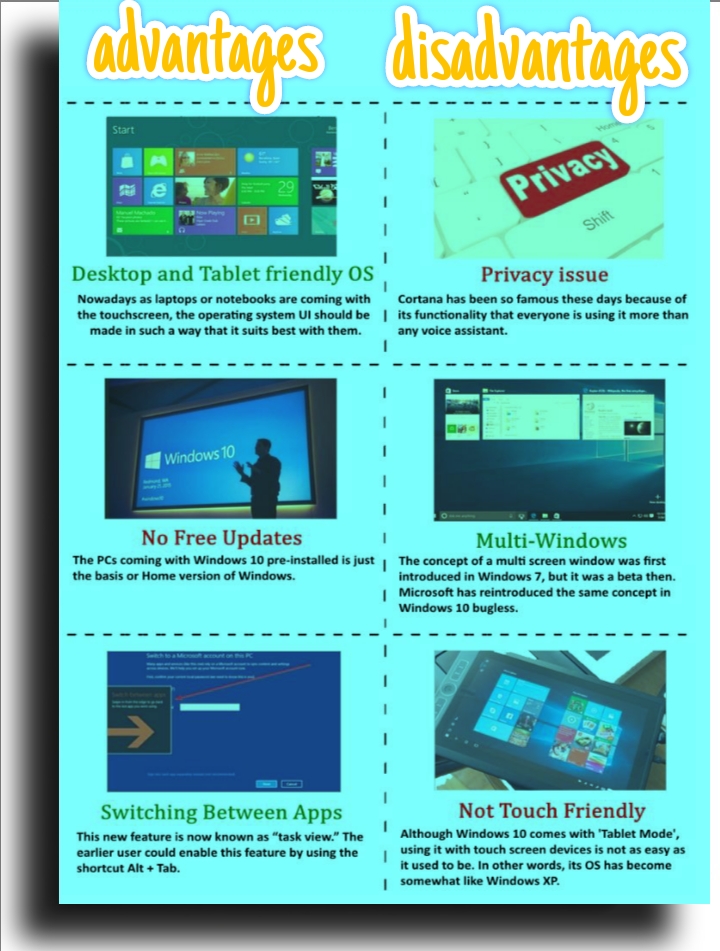 advantages
disadvantages
Start
29
Desktop and Tablet friendly OS
Nowadays as laptops or notebooks are coming with
the touchscreen, the operating system UI should be
made in such a way that it suits best with them.
Privacy
Shift
Privacy issue
Cortana has been so famous these days because of
its functionality that everyone is using it more than
any voice assistant.
Windows 10
No Free Updates
The PCs coming with Windows 10 pre-installed is just
the basis or Home version of Windows.
Multi-Windows
The concept of a multi screen window was first
introduced in Windows 7, but it was a beta then.
Microsoft has reintroduced the same concept in
Windows 10 bugless.
Switch to a Microsoft account on this PC
Switch between apps
Switching Between Apps
This new feature is now known as “task view.” The
earlier user could enable this feature by using the
shortcut Alt + Tab.
Not Touch Friendly
Although Windows 10 comes with 'Tablet Mode',
using it with touch screen devices is not as easy as
it used to be. In other words, its OS has become
somewhat like Windows XP.